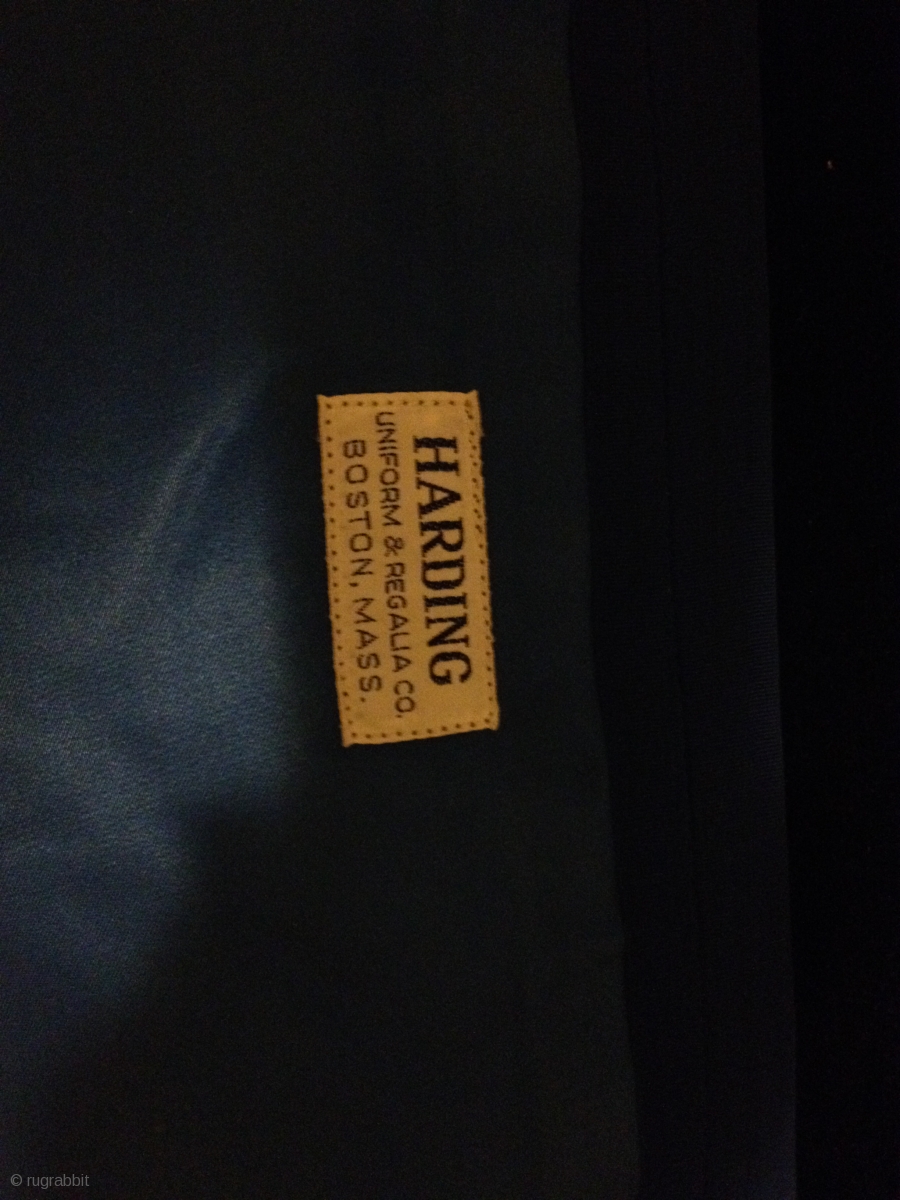 HARDING
UNIFORM & REGALIA CO.
BOSTON, MASS.
© rugrabbit